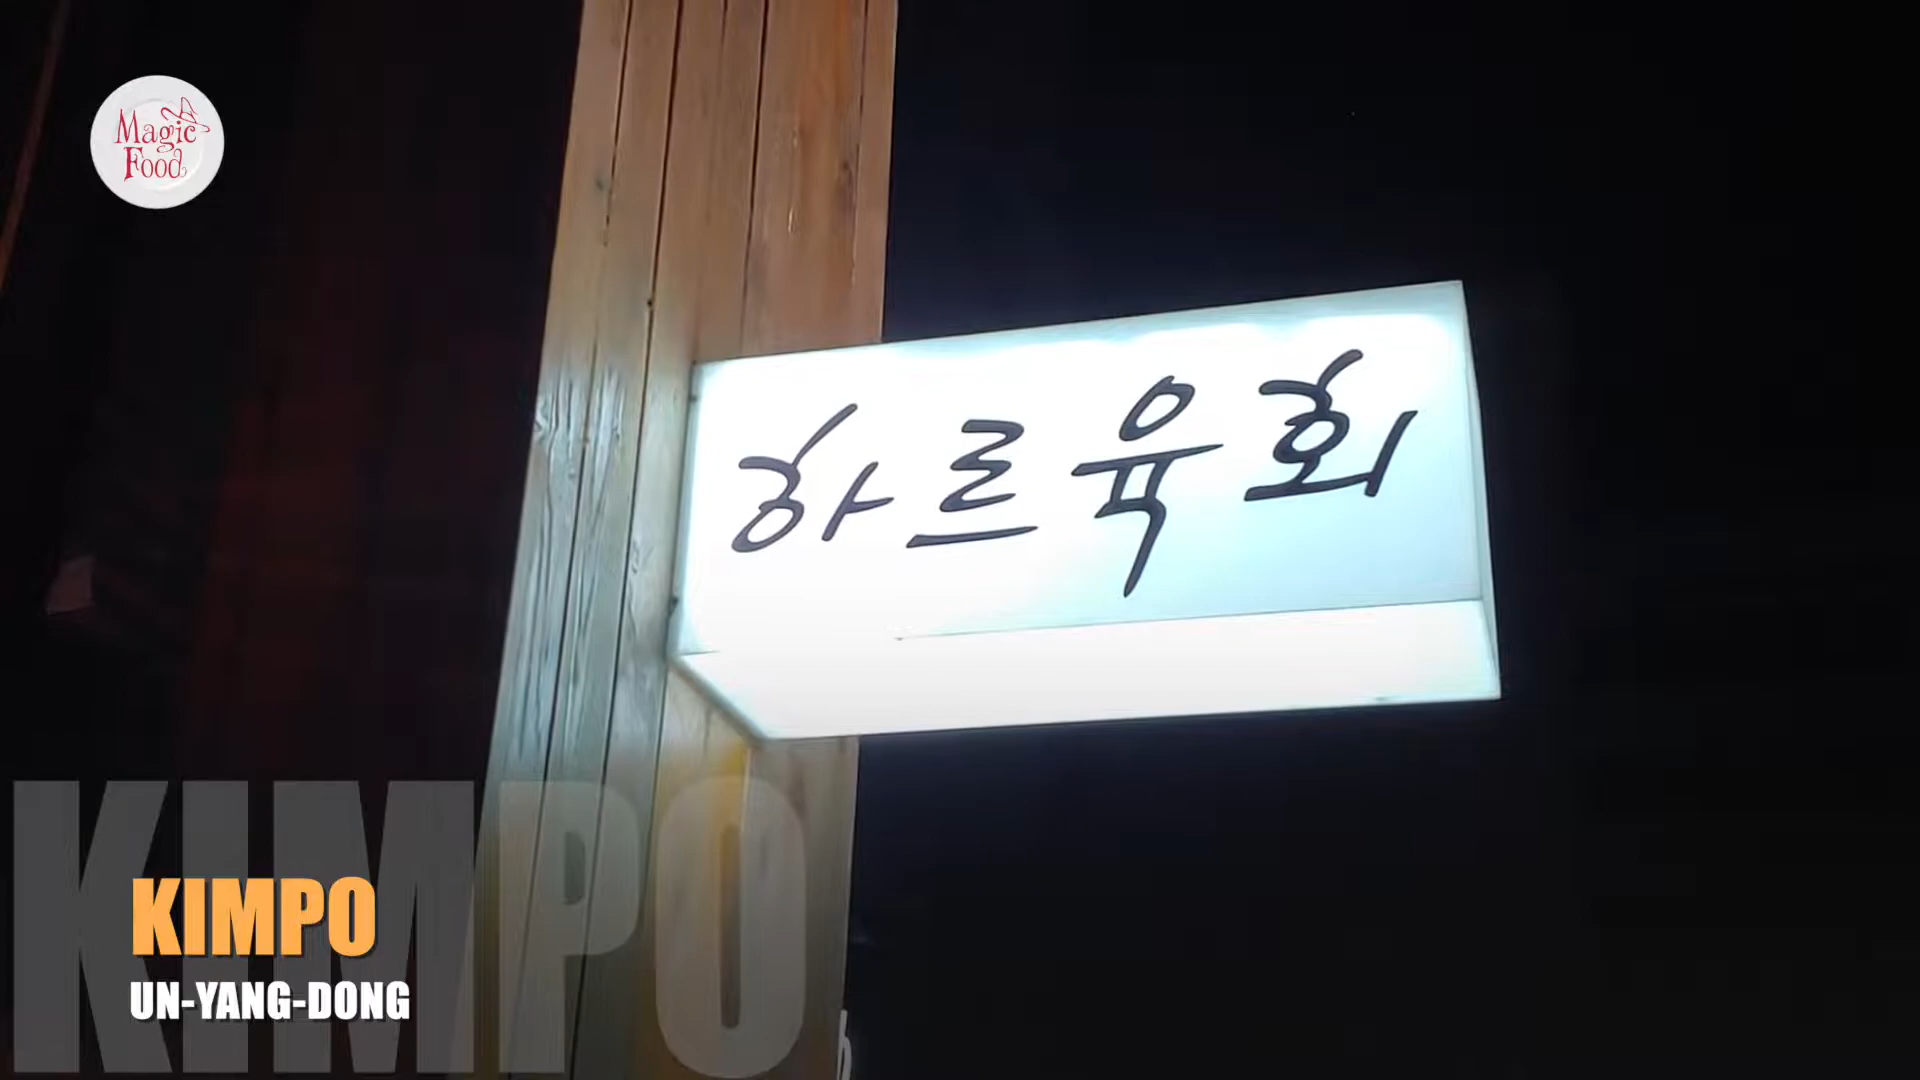 Magic
Food
하르육회
KIMPO
KIMPO
UN-YANG-DONG